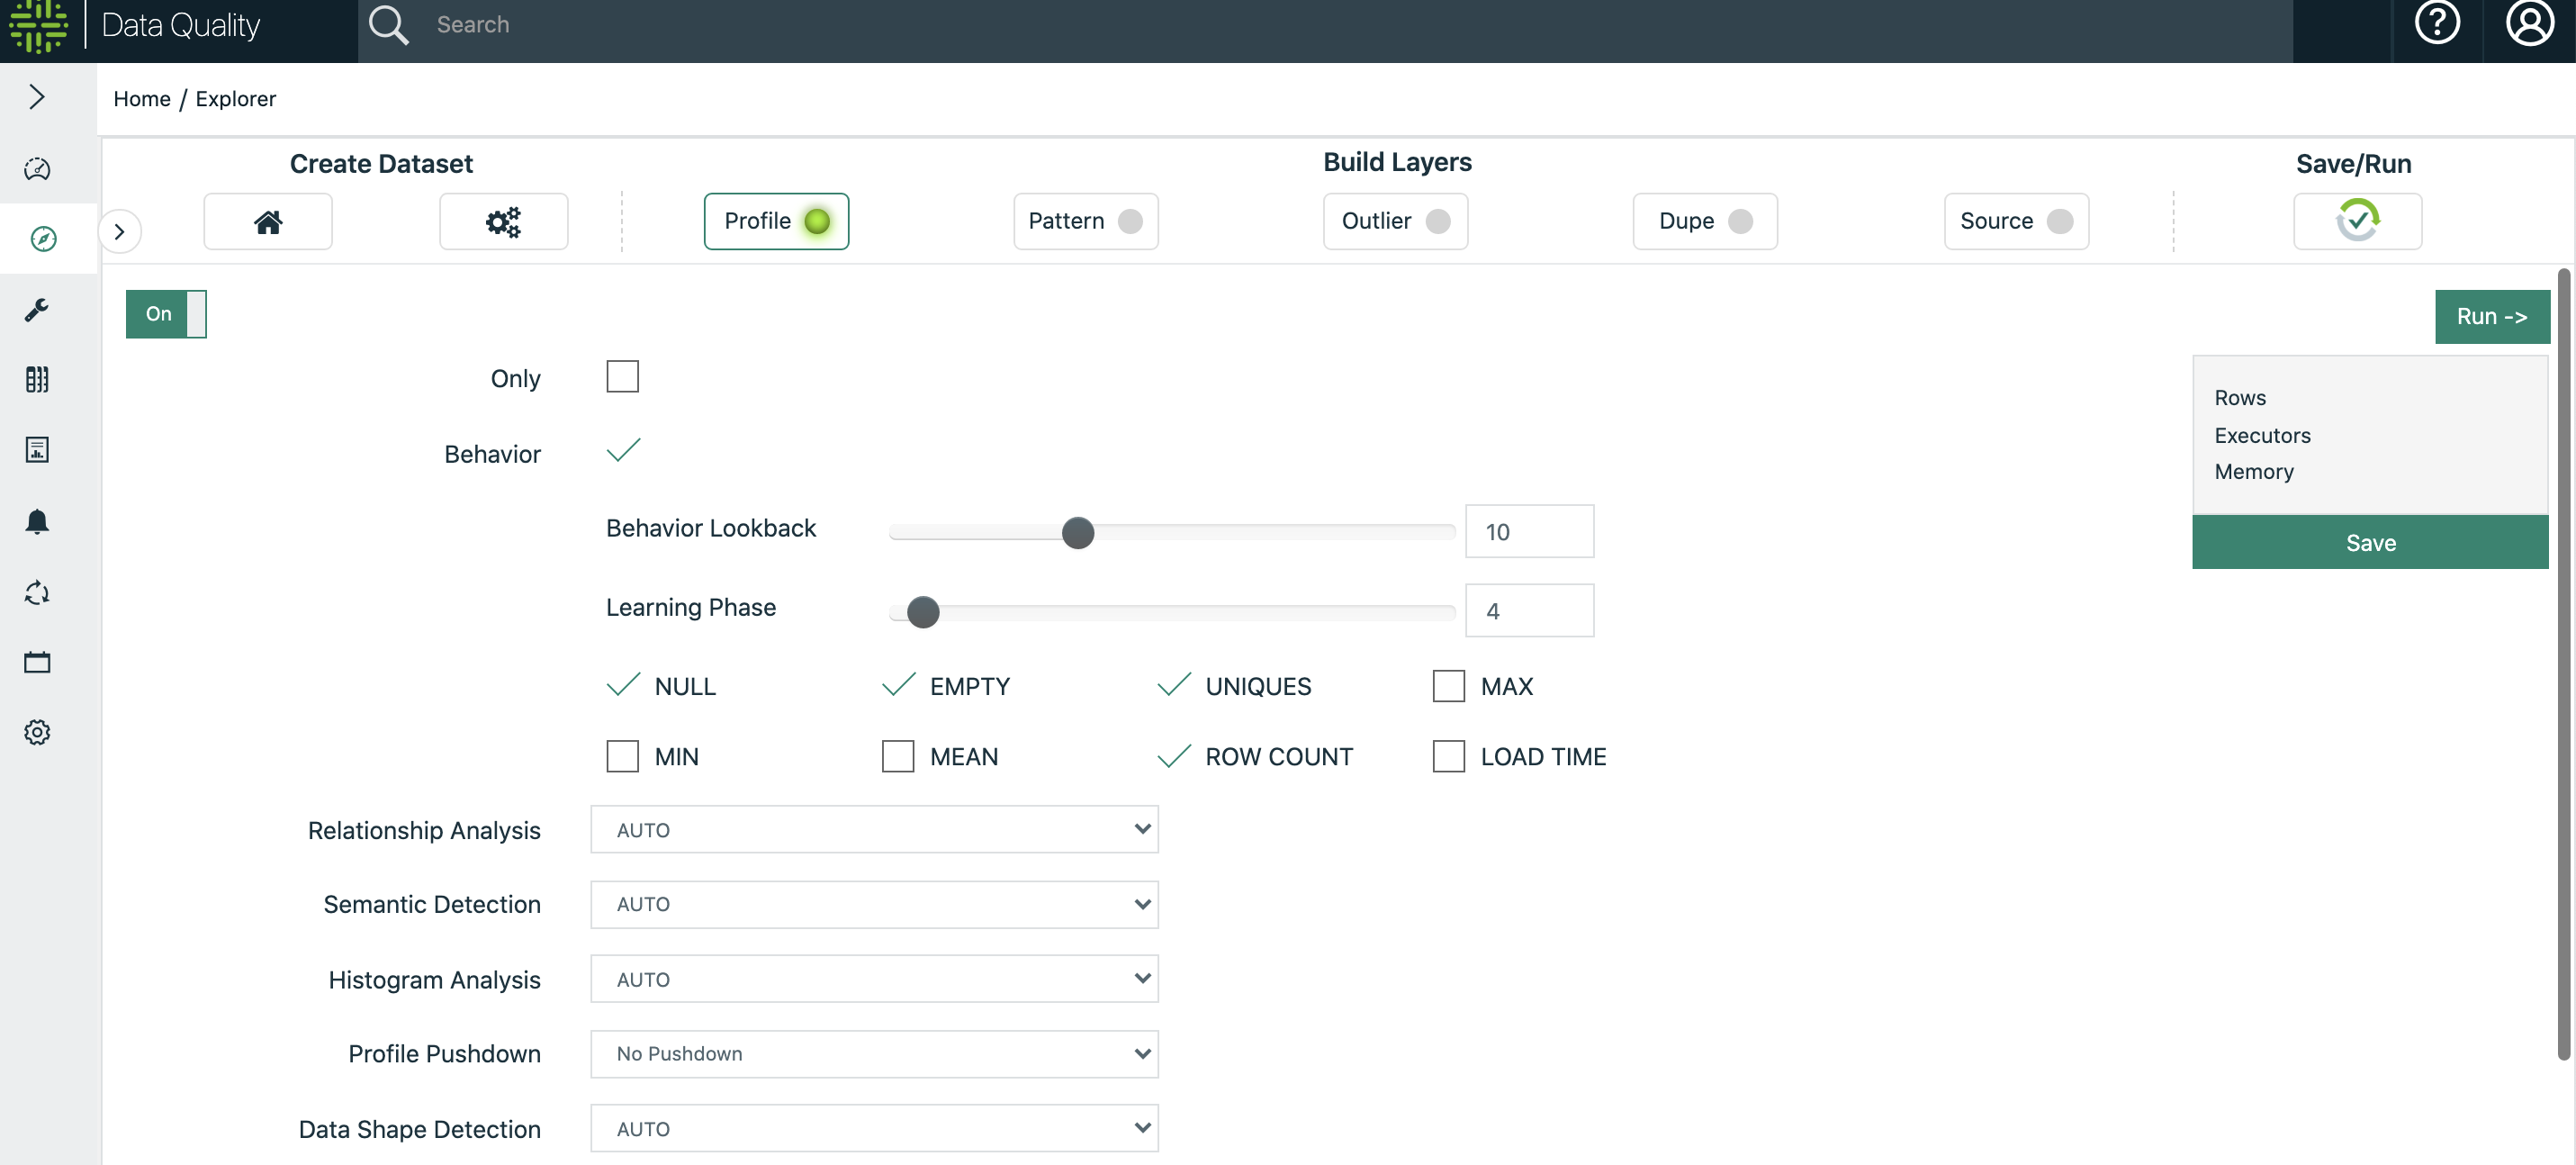 Data Quality
Search
Home / Explorer
Create Dataset
Build Layers
Save/Run
Profile
Pattern
Outlier
Dupe
Source
On
Run ->
Only
Rows
Executors
Memory
Save
Behavior
Behavior Lookback
10
Learning Phase
4
NULL
EMPTY
UNIQUES
MAX
MIN
MEAN
ROW COUNT
LOAD TIME
Relationship Analysis
AUTO
Semantic Detection
AUTO
Histogram Analysis
AUTO
Profile Pushdown
No Pushdown
Data Shape Detection
AUTO